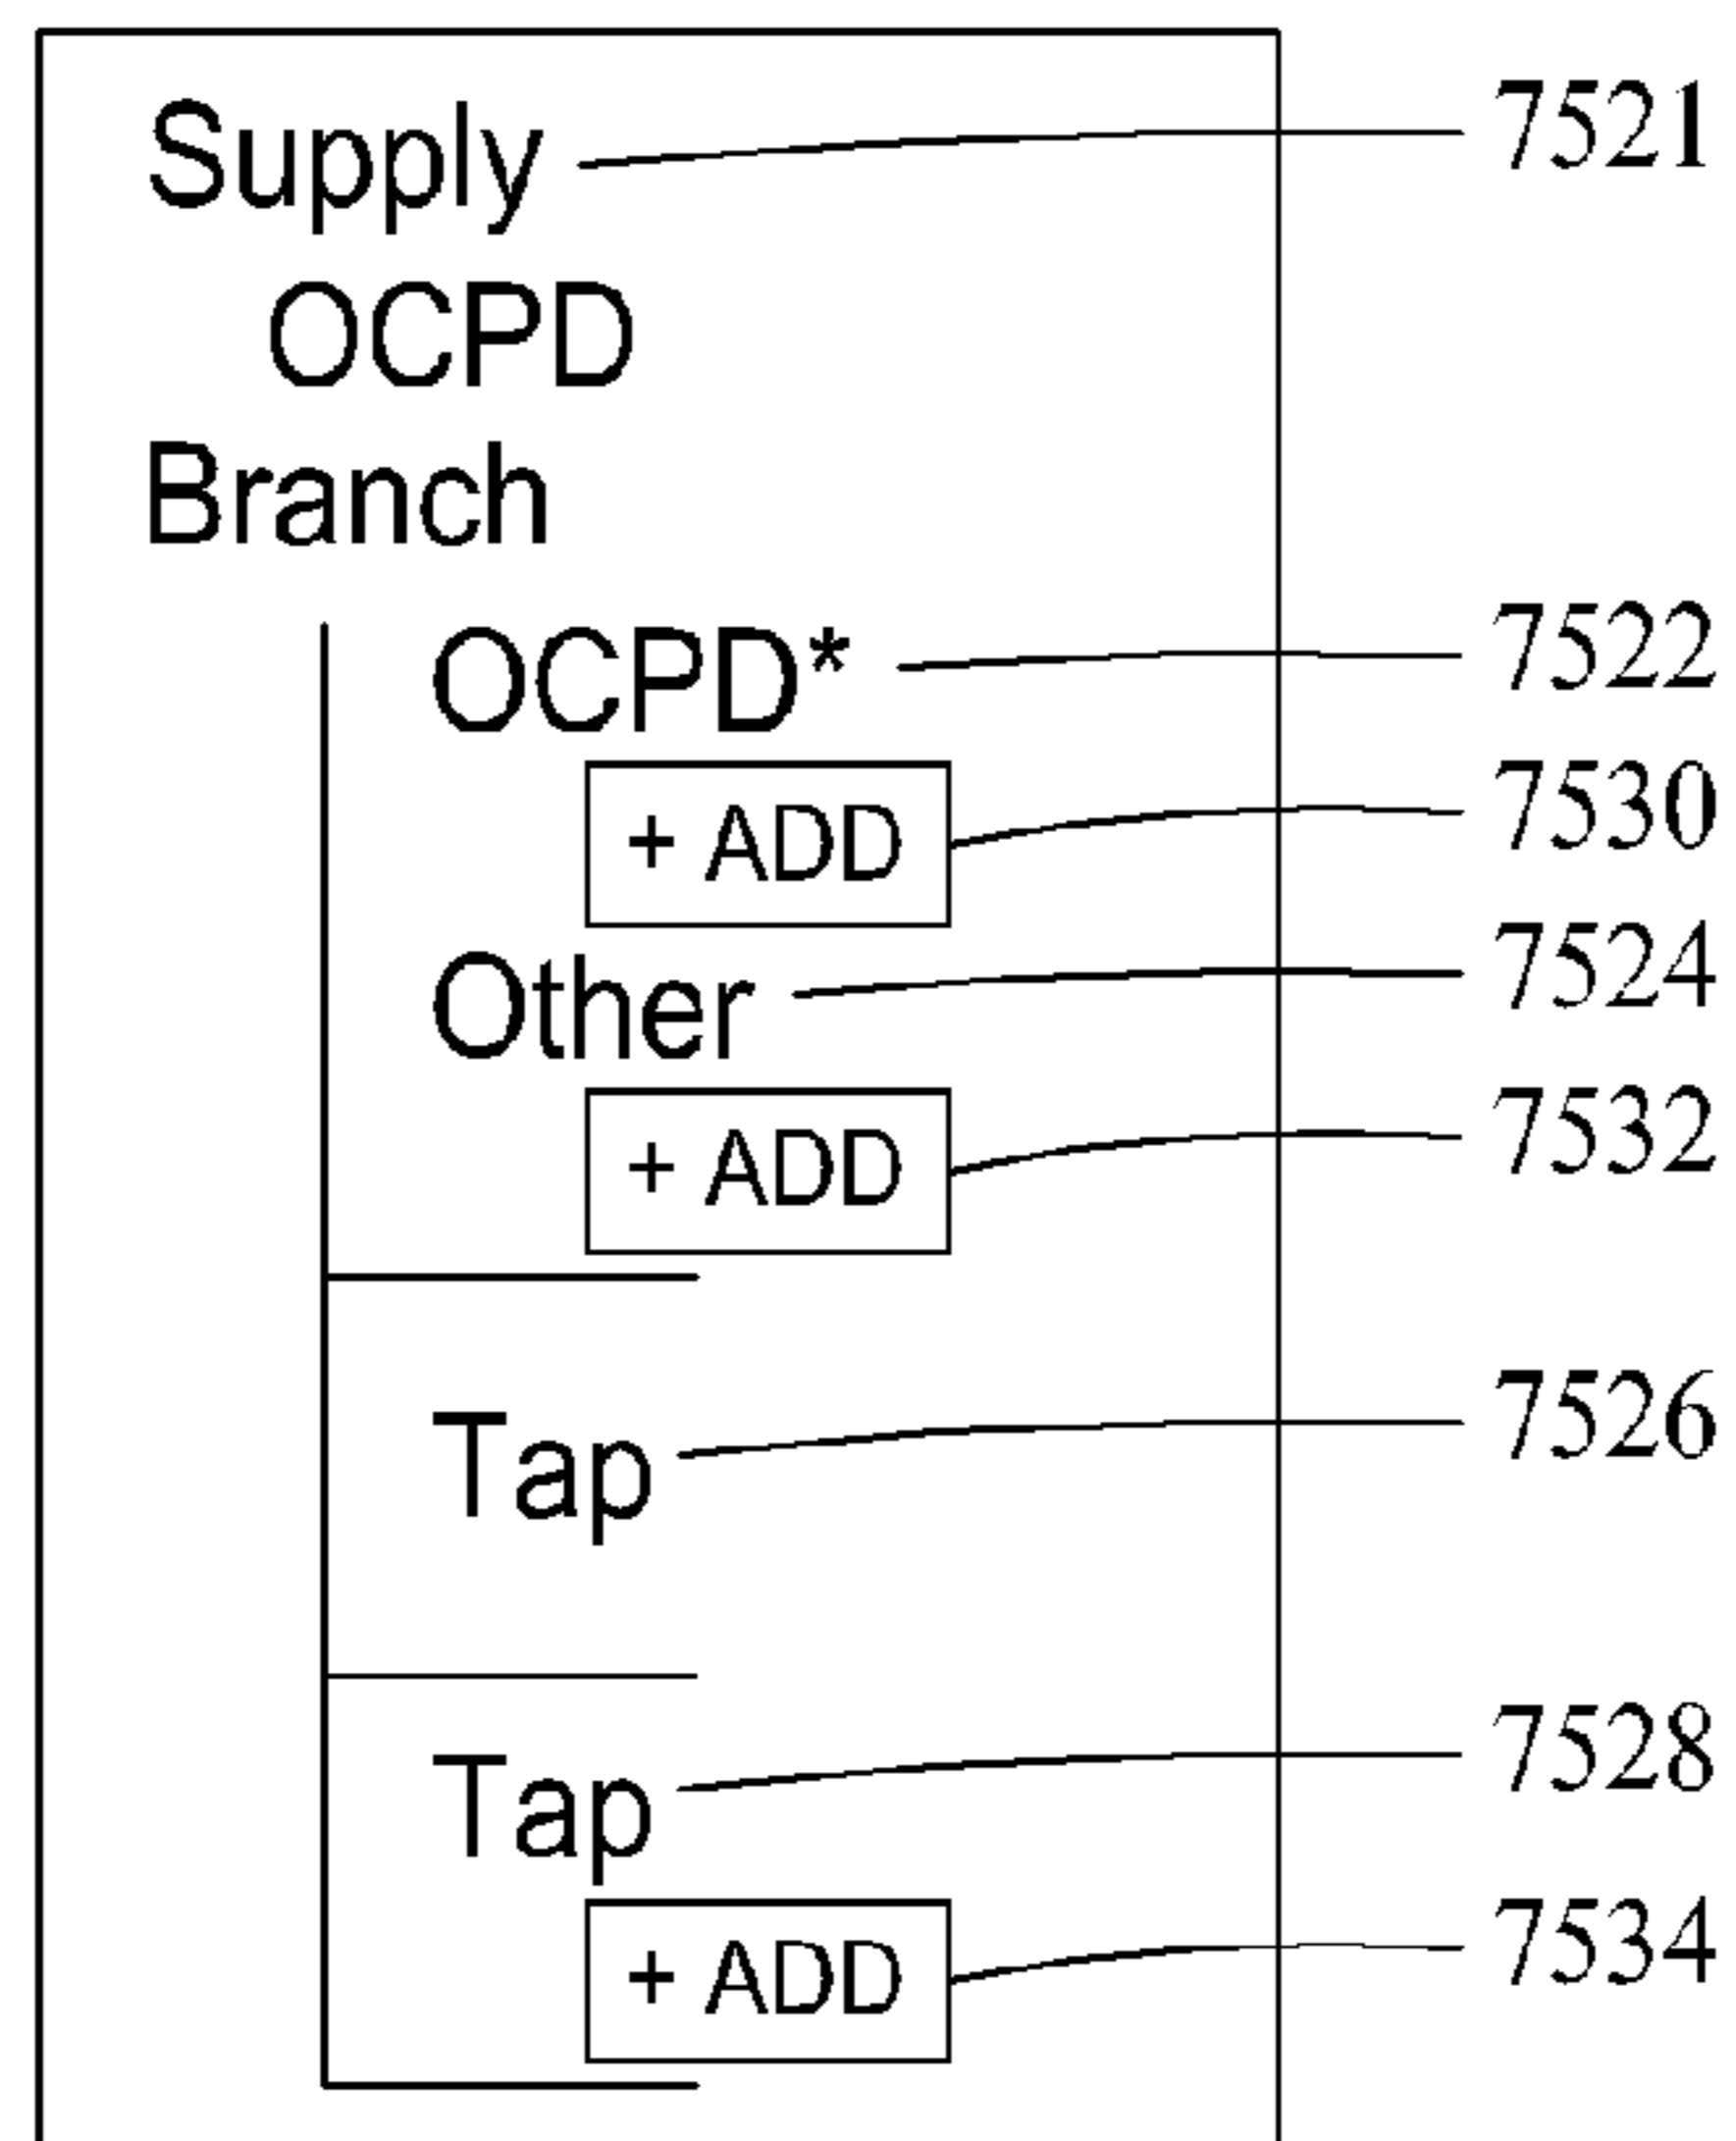 Supply 7521
OCPD
Branch
OCPD* 7522
+ ADD 7530
Other 7524
+ ADD 7532
Tap 7526
Tap 7528
+ ADD 7534